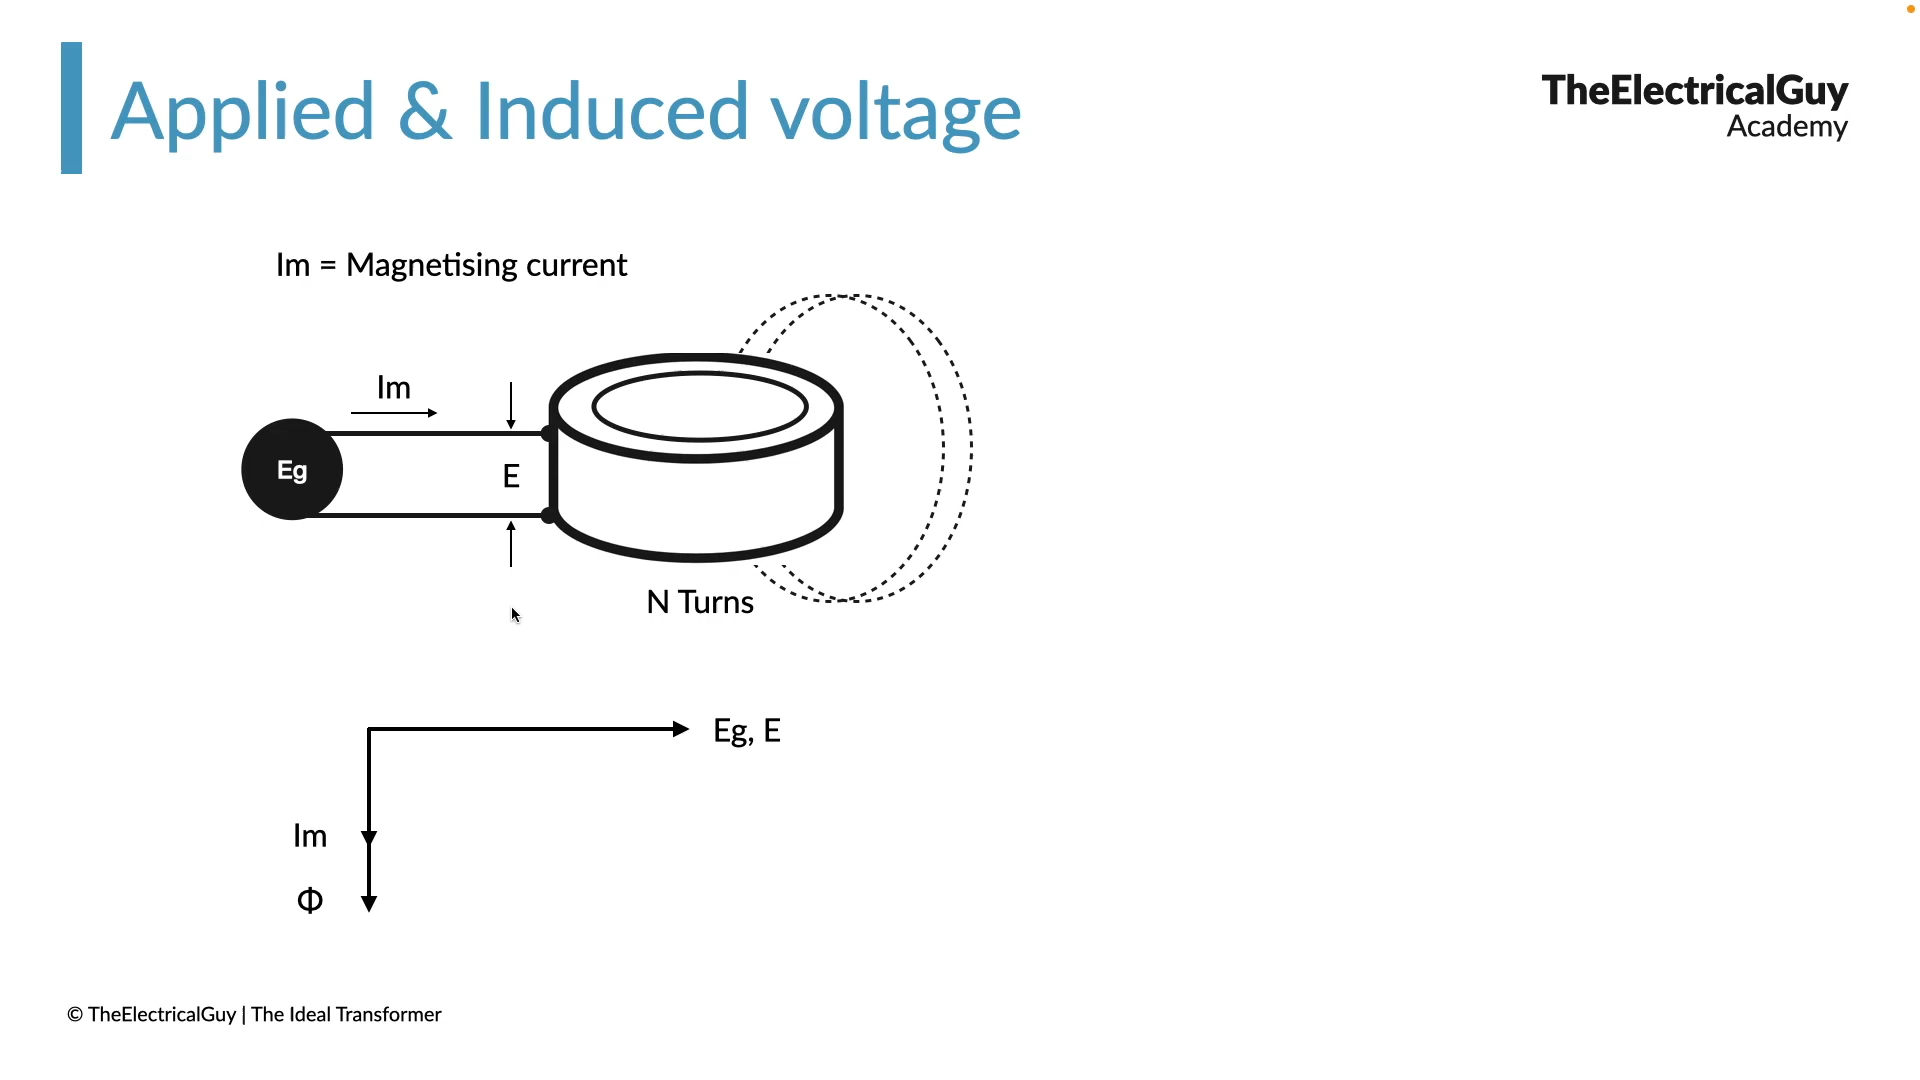 Applied & Induced voltage
TheElectricalGuy
Academy
Im = Magnetising current
Im
Eg
E
N Turns
Eg, E
Im
Φ
© TheElectricalGuy | The Ideal Transformer